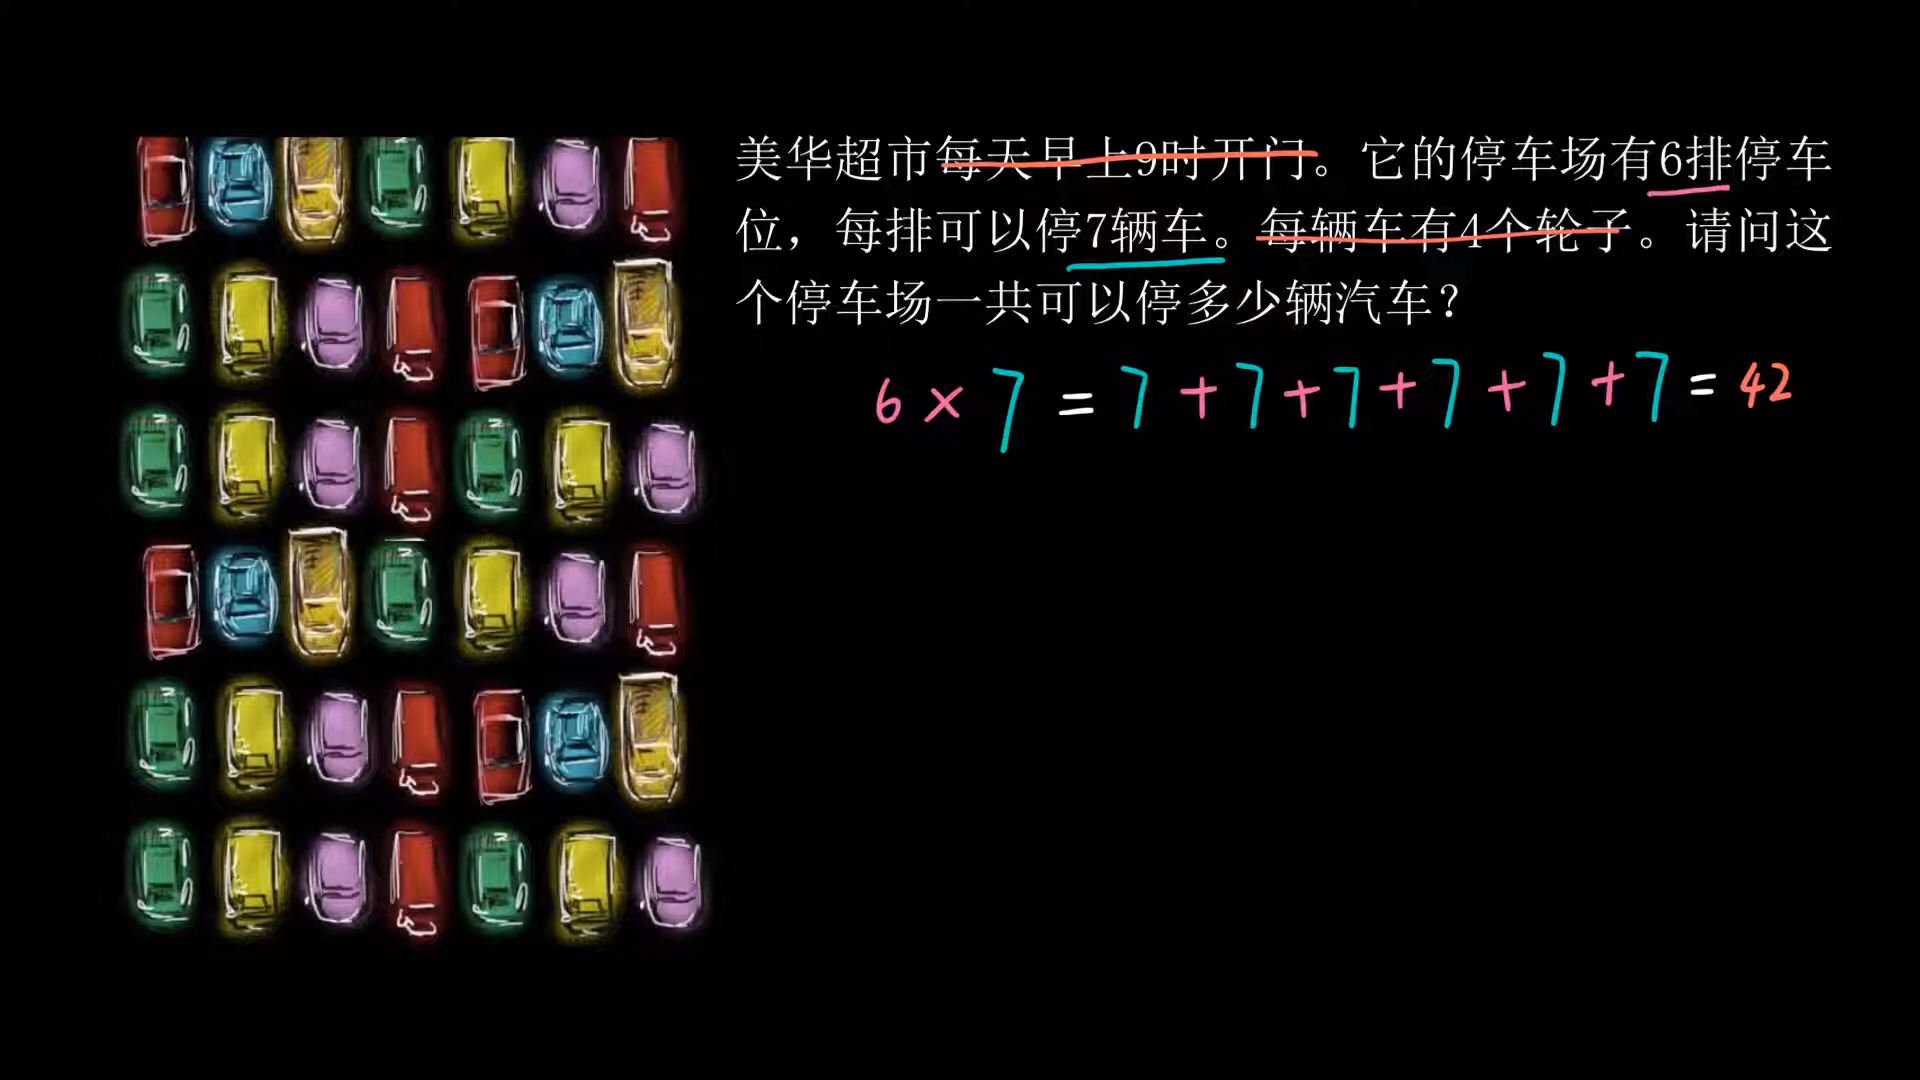 美华超市每天早上9时开门。它的停车场有6排停车
位，每排可以停7辆车。每辆车有4个轮子。请问这
个停车场一共可以停多少辆汽车？
6 × 7 = 7 + 7 + 7 + 7 + 7 + 7 = 42